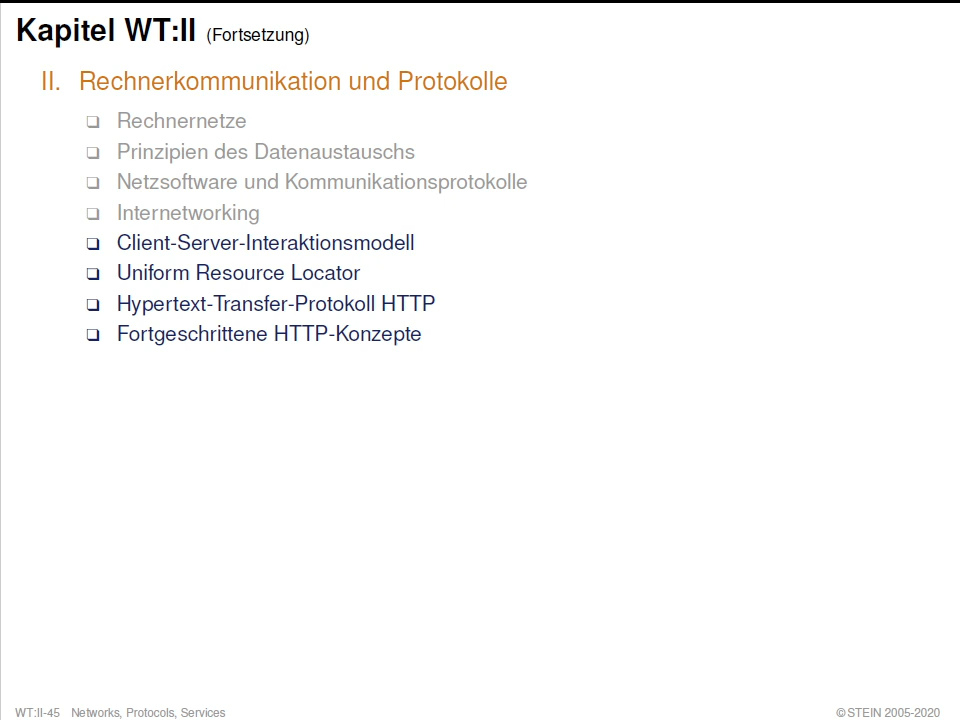 Kapitel WT:II (Fortsetzung)
II. Rechnerkommunikation und Protokolle
❑ Rechnernetze
❑ Prinzipien des Datenaustauschs
❑ Netzsoftware und Kommunikationsprotokolle
❑ Internetworking
❑ Client-Server-Interaktionsmodell
❑ Uniform Resource Locator
❑ Hypertext-Transfer-Protokoll HTTP
❑ Fortgeschrittene HTTP-Konzepte
WT:II-45 Networks, Protocols, Services ©STEIN 2005-2020